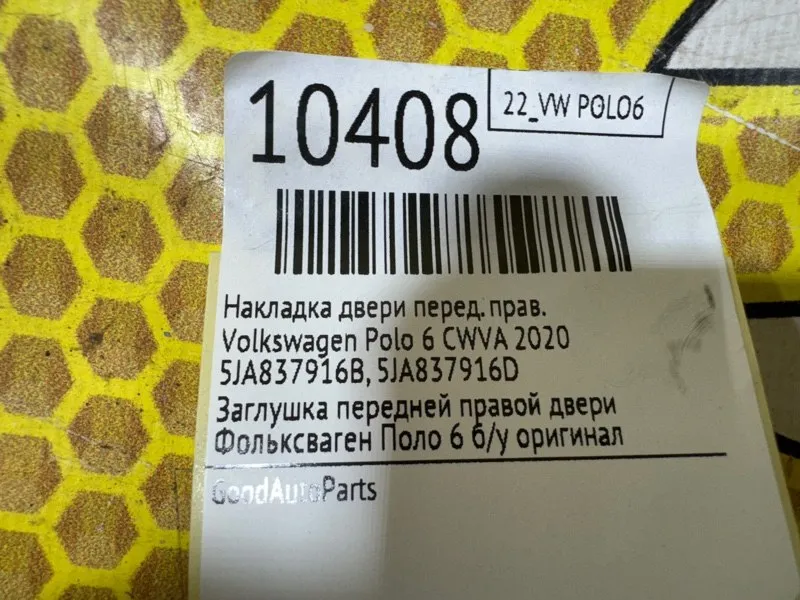 10408
22_VW POLO6
Накладка двери перед. прав.
Volkswagen Polo 6 CWVA 2020
5JA837916B, 5JA837916D
Заглушка передней правой двери
Фольксваген Поло 6 б/у оригинал
GoodAutoParts